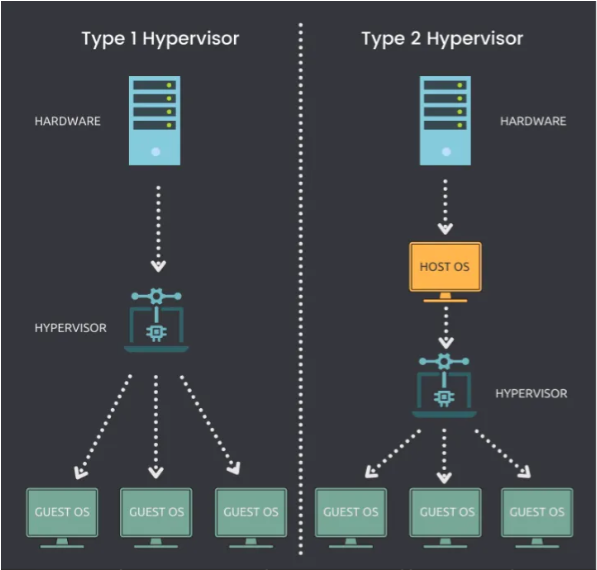 Type 1 Hypervisor
HARDWARE
HYPERVISOR
GUEST OS
GUEST OS
GUEST OS
Type 2 Hypervisor
HARDWARE
HOST OS
HYPERVISOR
GUEST OS
GUEST OS
GUEST OS